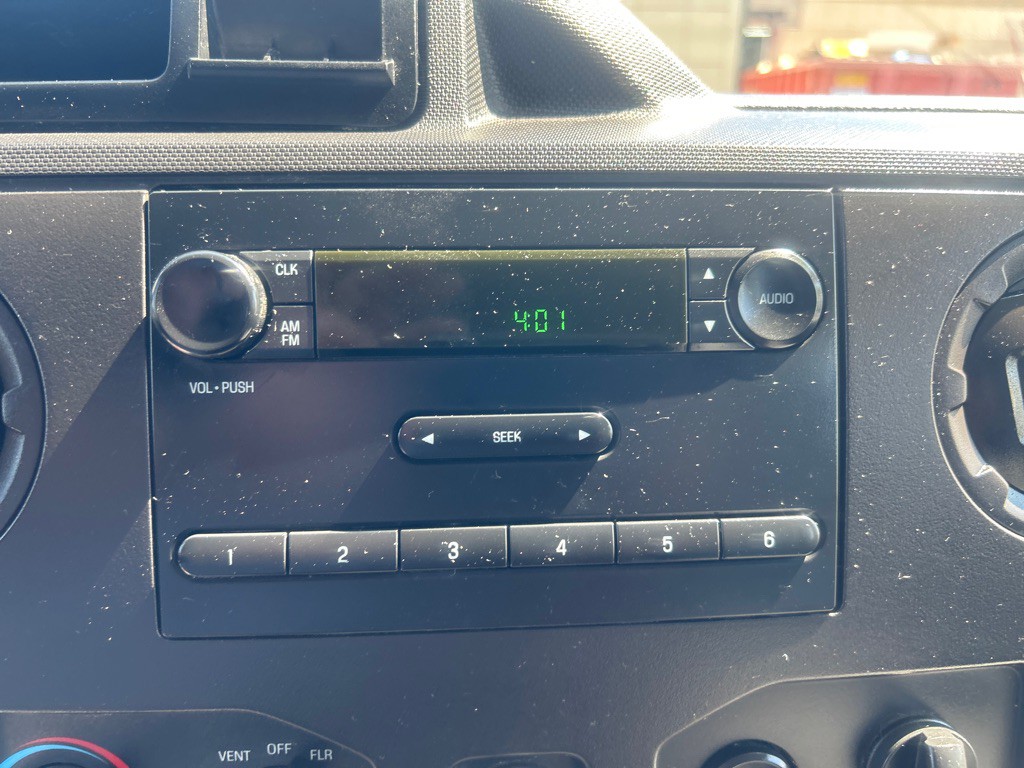 CLK
AM
FM
4:01
▲
▼
AUDIO
VOL • PUSH
◀ SEEK ▶
1 2 3 4 5 6
VENT OFF FLR